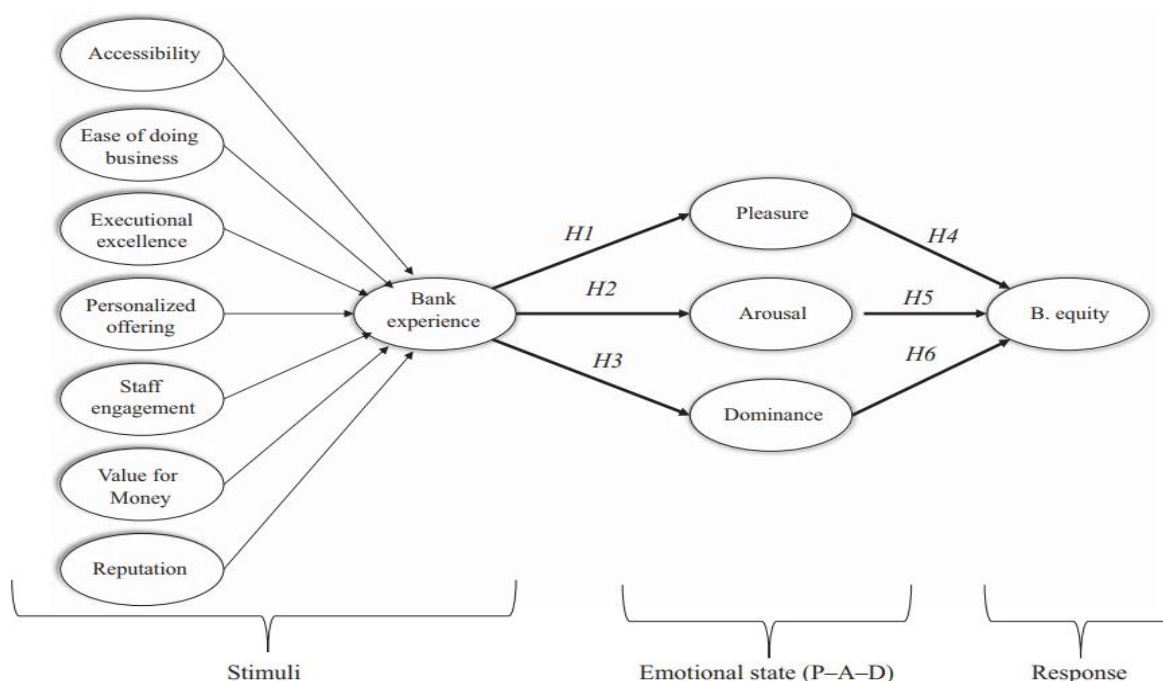 Accessibility
Ease of doing
business
Executional
excellence
Personalized
offering
Staff
engagement
Value for
Money
Reputation
Bank
experience
H1
H2
H3
Pleasure
Arousal
Dominance
H4
H5
H6
B. equity
Stimuli
Emotional state (P–A–D)
Response